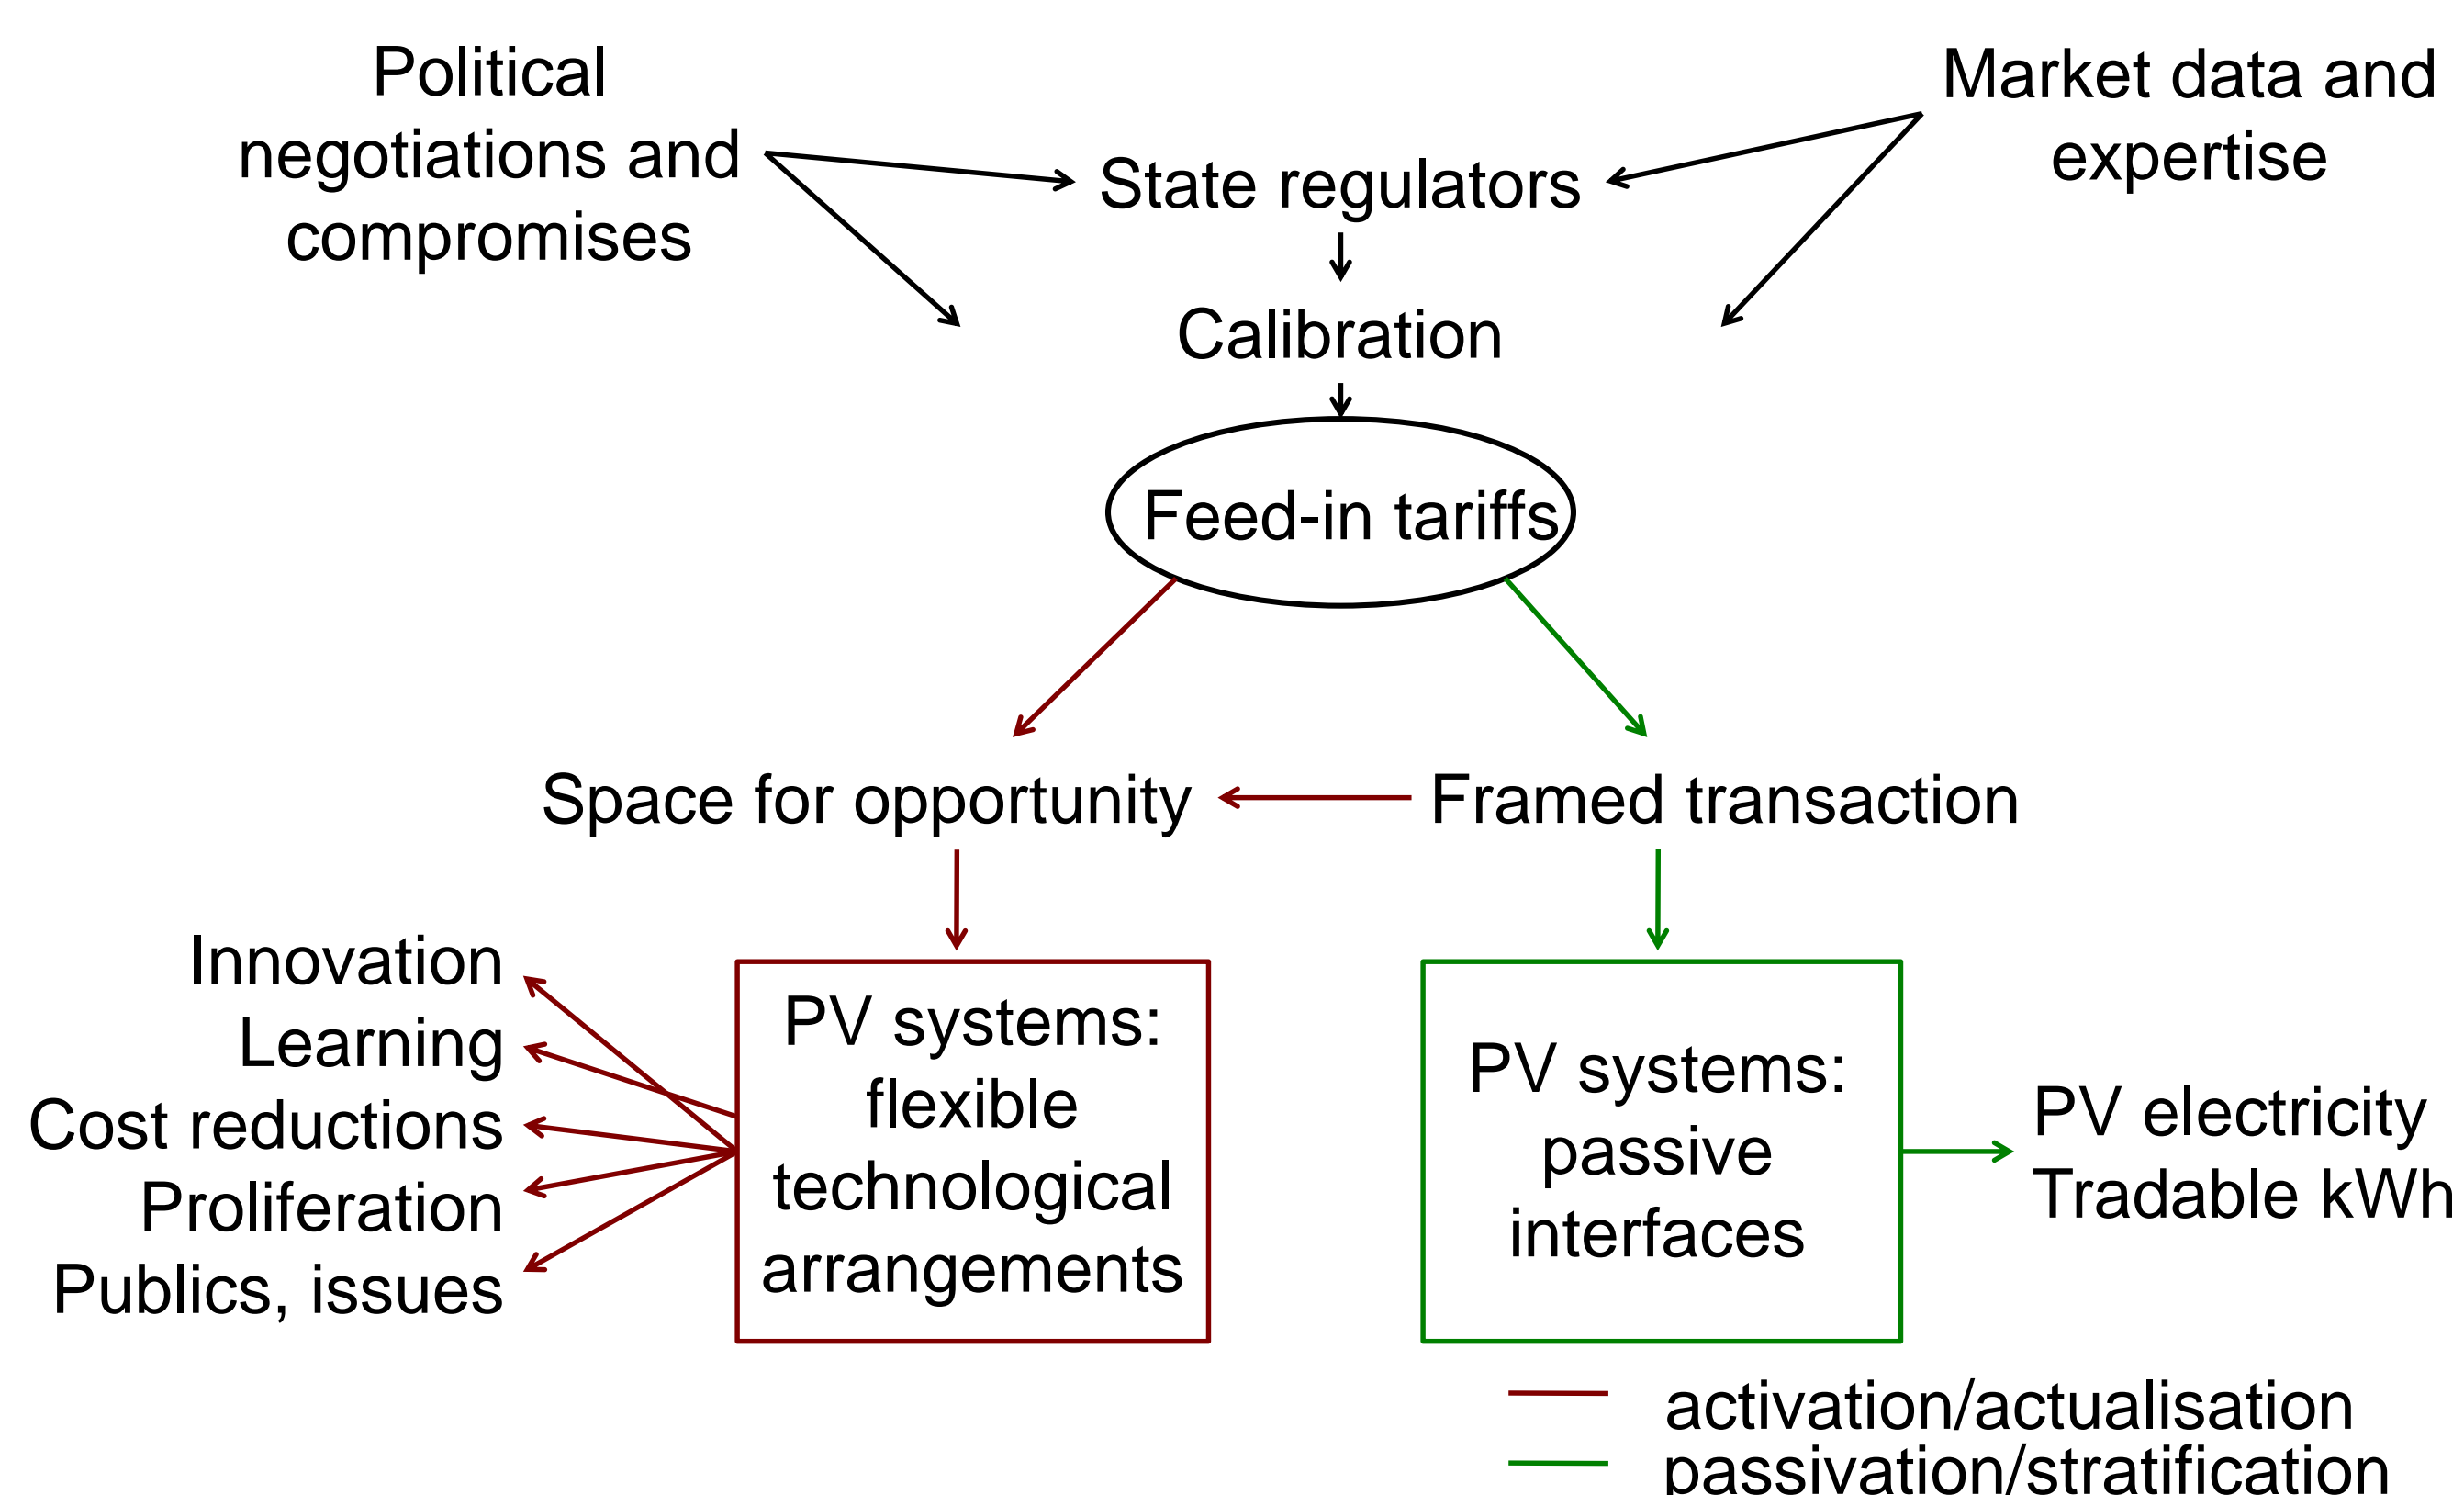 Political
negotiations and
compromises
Market data and
expertise
State regulators
Calibration
Feed-in tariffs
Space for opportunity
Framed transaction
Innovation
Learning
Cost reductions
Proliferation
Publics, issues
PV systems:
flexible
technological
arrangements
PV systems:
passive
interfaces
PV electricity
Tradable kWh
activation/actualisation
passivation/stratification